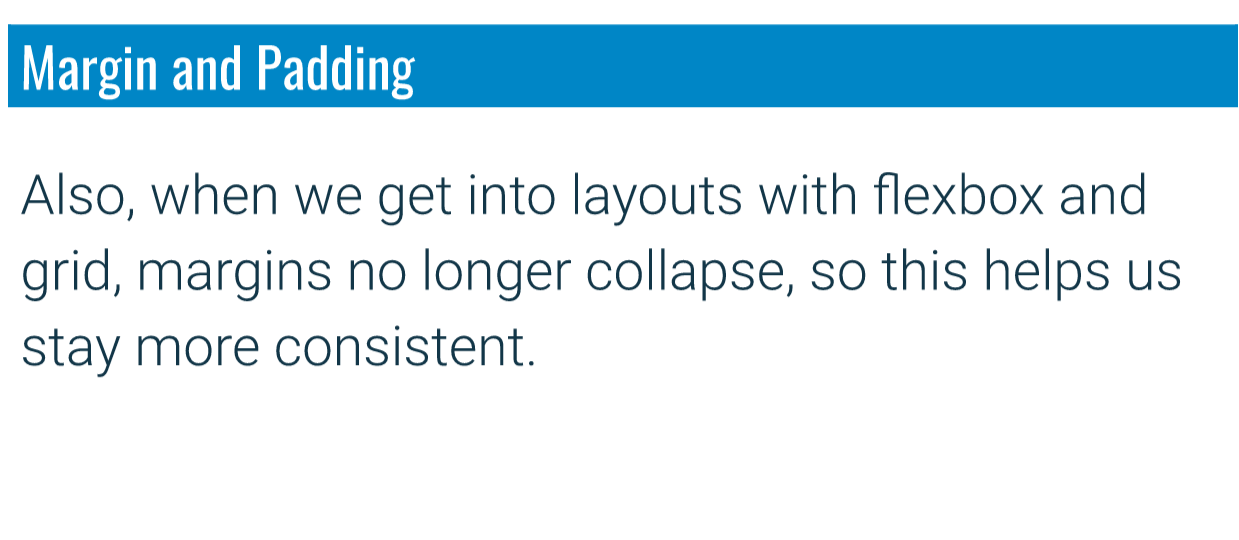 Margin and Padding
Also, when we get into layouts with flexbox and
grid, margins no longer collapse, so this helps us
stay more consistent.